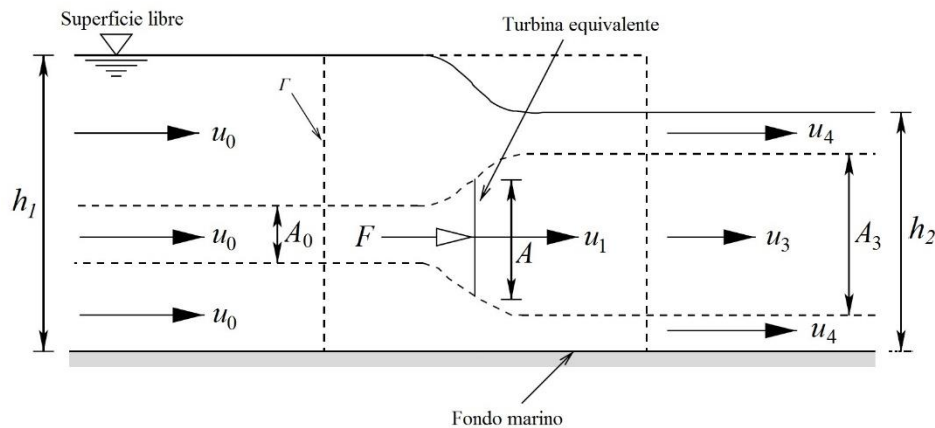 Superficie libre
Turbina equivalente
Γ
u₀
u₄
h₁
u₀
A₀
F
u₁
A
u₃
A₃
h₂
u₀
u₄
Fondo marino